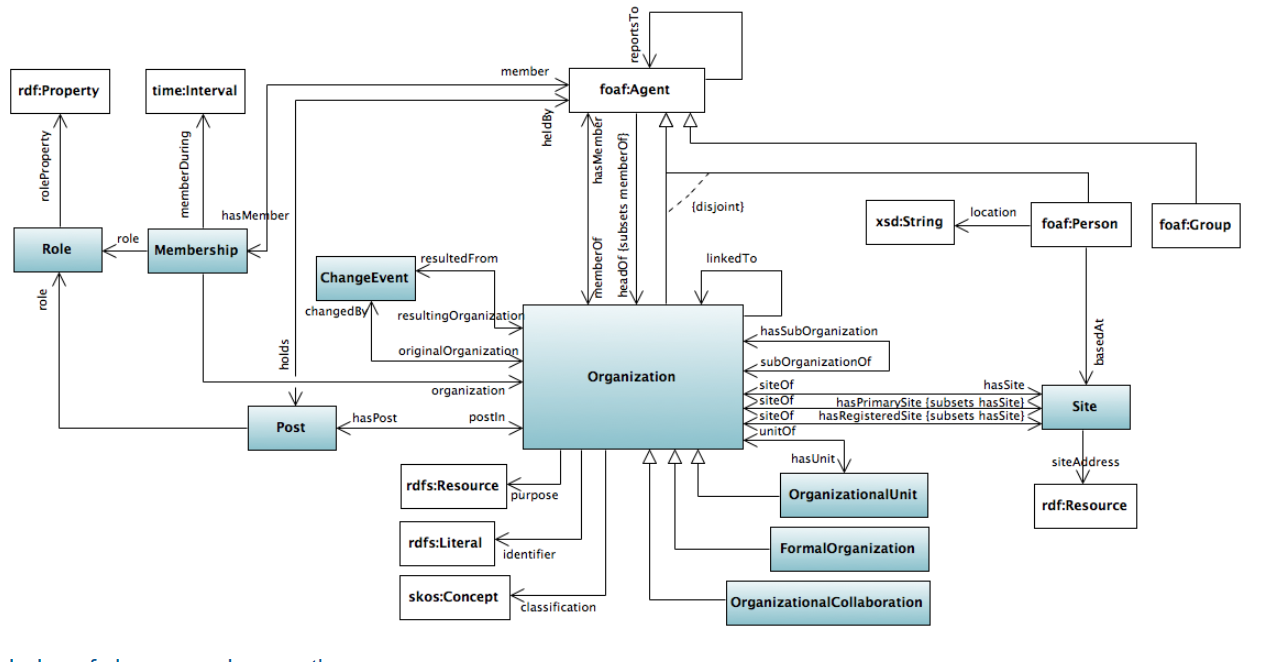 reportsTo
member
foaf:Agent
rdf:Property
time:Interval
heldBy
hasMember
headOf {subsets memberOf}
roleProperty
memberDuring
{disjoint}
xsd:String
location
foaf:Person
foaf:Group
hasMember
Role
role
Membership
memberOf
linkedTo
ChangeEvent
resultedFrom
role
changedBy
resultingOrganization
hasSubOrganization
basedAt
holds
originalOrganization
subOrganizationOf
Organization
organization
siteOf
hasSite
siteOf
hasPrimarySite {subsets hasSite}
siteOf
hasRegisteredSite {subsets hasSite}
Site
Post
hasPost
postIn
unitOf
hasUnit
siteAddress
rdfs:Resource
purpose
OrganizationalUnit
rdf:Resource
rdfs:Literal
identifier
FormalOrganization
skos:Concept
classification
OrganizationalCollaboration